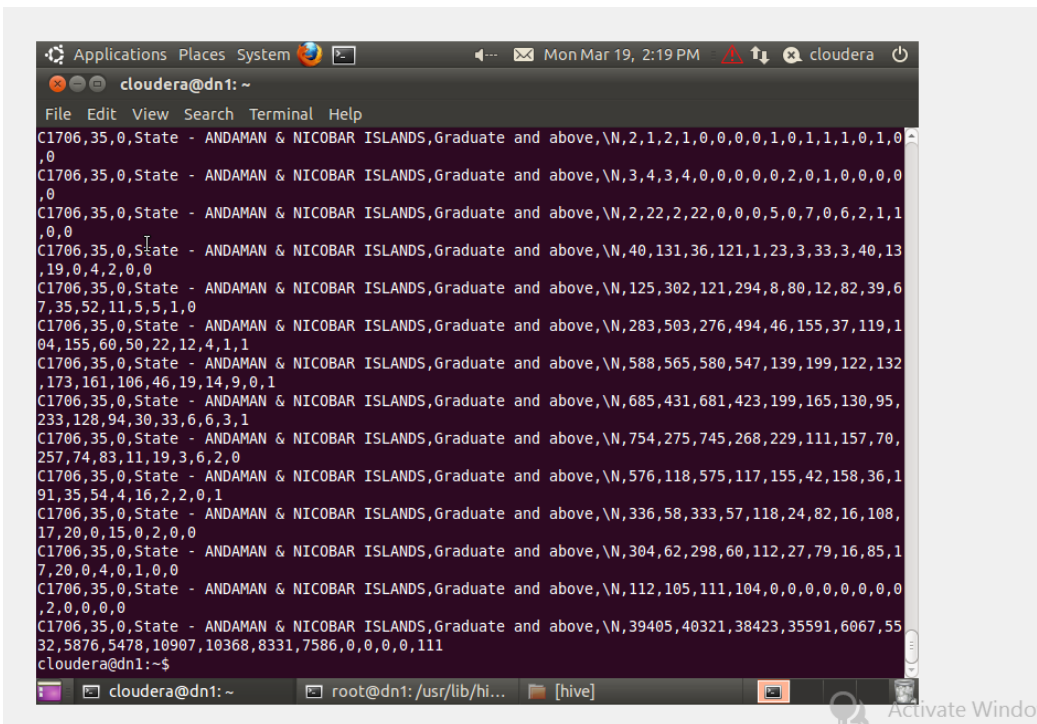 Applications Places System Mon Mar 19, 2:19 PM cloudera
cloudera@dn1: ~
File Edit View Search Terminal Help
C1706,35,0,State - ANDAMAN & NICOBAR ISLANDS,Graduate and above,\N,2,1,2,1,0,0,0,0,1,0,1,1,1,0,1,0
,0
C1706,35,0,State - ANDAMAN & NICOBAR ISLANDS,Graduate and above,\N,3,4,3,4,0,0,0,0,0,2,0,1,0,0,0,0
,0
C1706,35,0,State - ANDAMAN & NICOBAR ISLANDS,Graduate and above,\N,2,22,2,22,0,0,0,5,0,7,0,6,2,1,1
,0,0
C1706,35,0,State - ANDAMAN & NICOBAR ISLANDS,Graduate and above,\N,40,131,36,121,1,23,3,33,3,40,13
,19,0,4,2,0,0
C1706,35,0,State - ANDAMAN & NICOBAR ISLANDS,Graduate and above,\N,125,302,121,294,8,80,12,82,39,6
7,35,52,11,5,5,1,0
C1706,35,0,State - ANDAMAN & NICOBAR ISLANDS,Graduate and above,\N,283,503,276,494,46,155,37,119,1
04,155,60,50,22,12,4,1,1
C1706,35,0,State - ANDAMAN & NICOBAR ISLANDS,Graduate and above,\N,588,565,580,547,139,199,122,132
,173,161,106,46,19,14,9,0,1
C1706,35,0,State - ANDAMAN & NICOBAR ISLANDS,Graduate and above,\N,685,431,681,423,199,165,130,95,
233,128,94,30,33,6,6,3,1
C1706,35,0,State - ANDAMAN & NICOBAR ISLANDS,Graduate and above,\N,754,275,745,268,229,111,157,70,
257,74,83,11,19,3,6,2,0
C1706,35,0,State - ANDAMAN & NICOBAR ISLANDS,Graduate and above,\N,576,118,575,117,155,42,158,36,1
91,35,54,4,16,2,2,0,1
C1706,35,0,State - ANDAMAN & NICOBAR ISLANDS,Graduate and above,\N,336,58,333,57,118,24,82,16,108,
17,20,0,15,0,2,0,0
C1706,35,0,State - ANDAMAN & NICOBAR ISLANDS,Graduate and above,\N,304,62,298,60,112,27,79,16,85,1
7,20,0,4,0,1,0,0
C1706,35,0,State - ANDAMAN & NICOBAR ISLANDS,Graduate and above,\N,112,105,111,104,0,0,0,0,0,0,0,0
,2,0,0,0,0
C1706,35,0,State - ANDAMAN & NICOBAR ISLANDS,Graduate and above,\N,39405,40321,38423,35591,6067,55
32,5876,5478,10907,10368,8331,7586,0,0,0,0,111
cloudera@dn1:~$
cloudera@dn1: ~ root@dn1: /usr/lib/hi... [hive]
Activate Windo